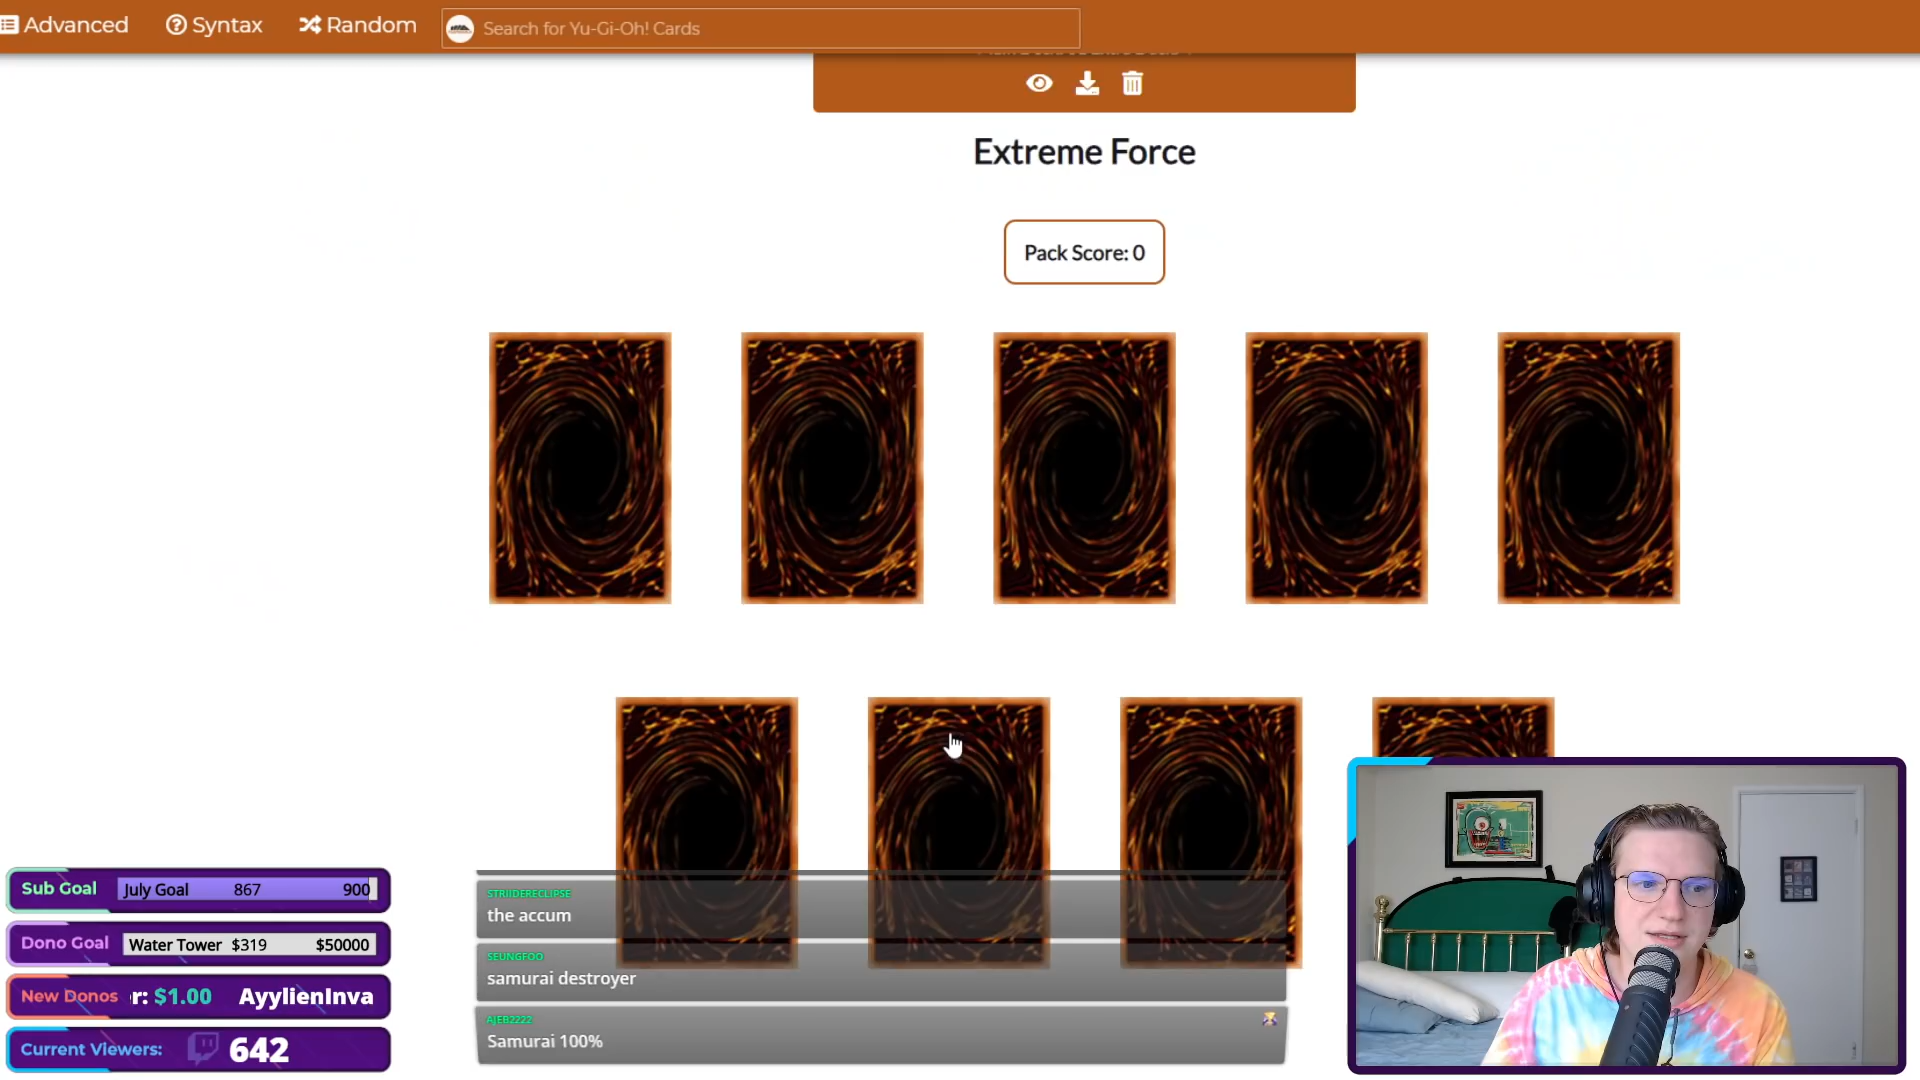 Advanced
Syntax
Random
Search for Yu-Gi-Oh! Cards
Extreme Force
Pack Score: 0
Sub Goal
July Goal 867 900
Dono Goal
Water Tower $319 $50000
New Donos
r: $1.00 AyylienInva
Current Viewers:
642
STRIIDERECLIPSE
the accum
SEUNGFOO
samurai destroyer
AJEB2222
Samurai 100%